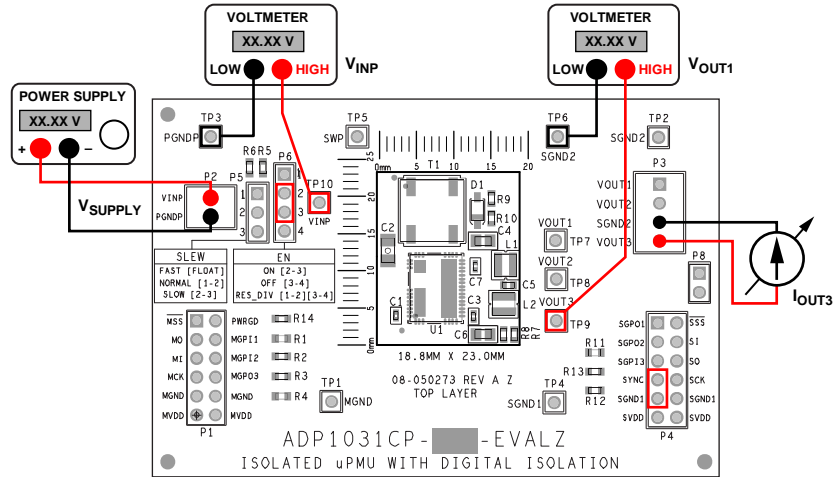 VOLTMETER
XX.XX V
LOW HIGH
VINP
VOLTMETER
XX.XX V
LOW HIGH
VOUT1
POWER SUPPLY
XX.XX V
+ −
VSUPPLY
TP3
PGNDP
TP5
SWP
TP6
SGND2
TP2
SGND2
R6 R5
P6
1
2
3
4
TP10
VINP
P2
VINP
PGNDP
P5
1
2
3
0mm 5 10 15 20
25
20
15
10
5
0mm
T1
D1
R9
R10
C4
C2
L1
C7
C5
C1
C3
L2
U1
C6
R8
R7
18.8MM X 23.0MM
VOUT1
TP7
VOUT2
TP8
VOUT3
TP9
P3
VOUT1
VOUT2
SGND2
VOUT3
IOUT3
P8
SLEW
FAST [FLOAT]
NORMAL [1-2]
SLOW [2-3]
EN
ON [2-3]
OFF [3-4]
RES_DIV [1-2][3-4]
MSS PWRGD
MO MGPI1
MI MGPI2
MCK MGPO3
MGND MGND
MVDD MVDD
P1
R14
R1
R2
R3
R4
TP1
MGND
08-050273 REV A Z
TOP LAYER
TP4
SGND1
R11
R13
R12
SGPO1 SSS
SGPO2 SI
SGPI3 SO
SYNC SCK
SGND1 SGND1
SVDD SVDD
P4
ADP1031CP- -EVALZ
ISOLATED uPMU WITH DIGITAL ISOLATION